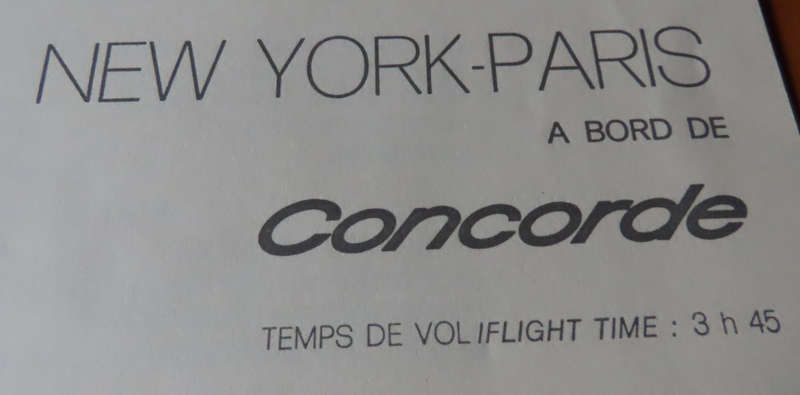 NEW YORK-PARIS
A BORD DE
Concorde
TEMPS DE VOL/FLIGHT TIME : 3 h 45